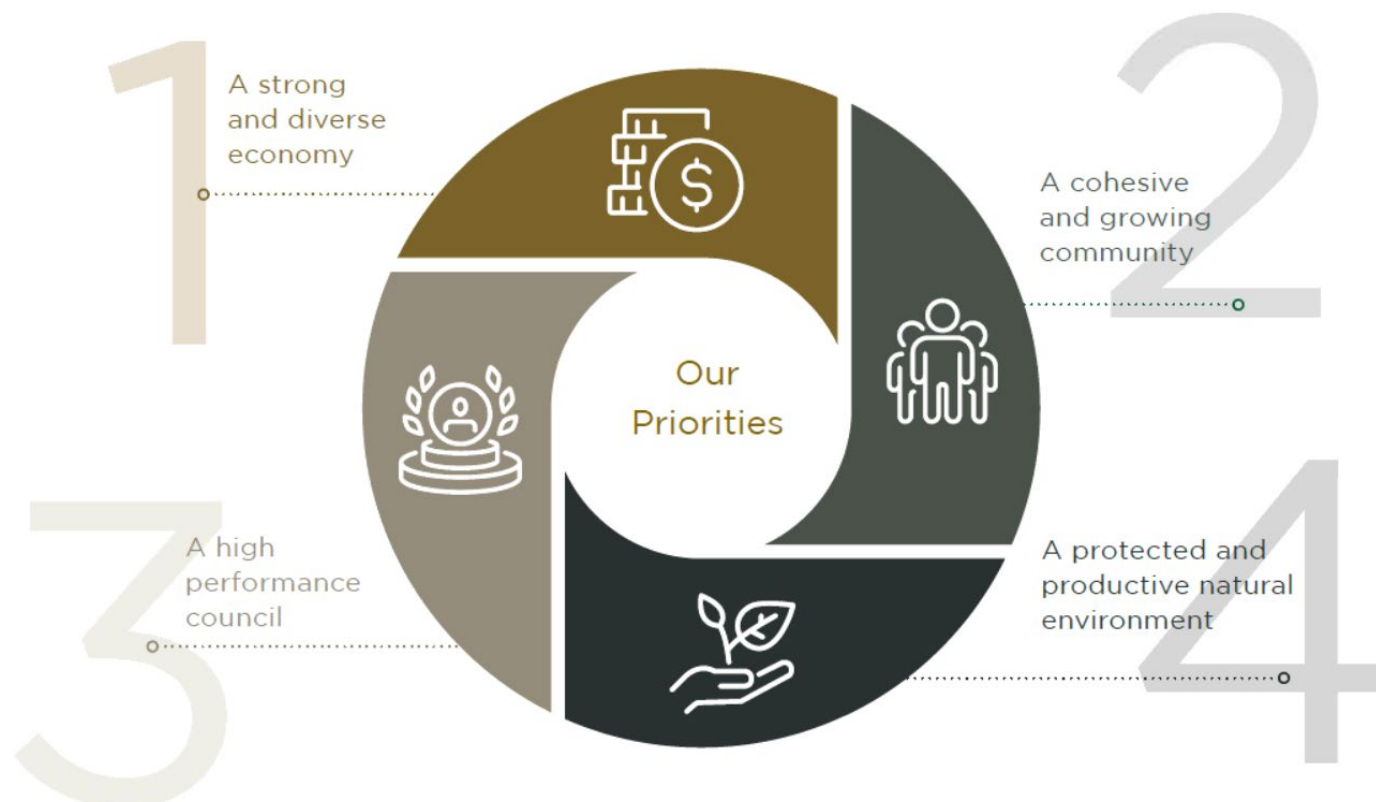 1
A strong
and diverse
economy
$
2
A cohesive
and growing
community
Our
Priorities
3
A high
performance
council
4
A protected and
productive natural
environment